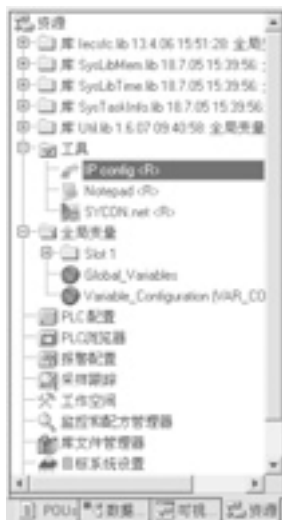 资源
库 Iecsfc.lib 13.4.06 15:51:28: 全局
库 SysLibMem.lib 18.7.05 15:39:56:
库 SysLibTime.lib 18.7.05 15:39:56:
库 SysTaskInfo.lib 18.7.05 15:39:56
库 Util.lib 1.6.07 09:40:58: 全局变量
工具
IP config <R>
Notepad <R>
SYCON.net <R>
全局变量
Slot 1
Global_Variables
Variable_Configuration (VAR_CO
PLC 配置
PLC浏览器
报警配置
采样跟踪
工作空间
监控和配方管理器
库文件管理器
目标系统设置
POUs
数据
可视
资源